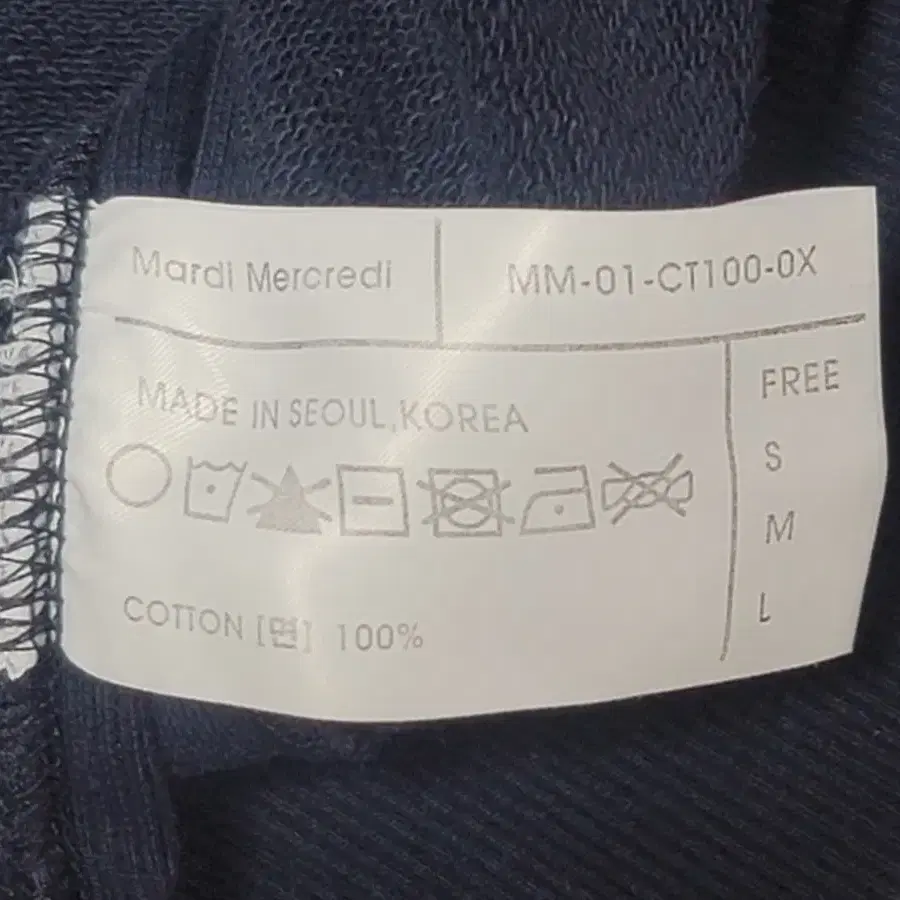 Mardi Mercredi
MM-01-CT100-0X
MADE IN SEOUL,KOREA
COTTON [면] 100%
FREE
S
M
L